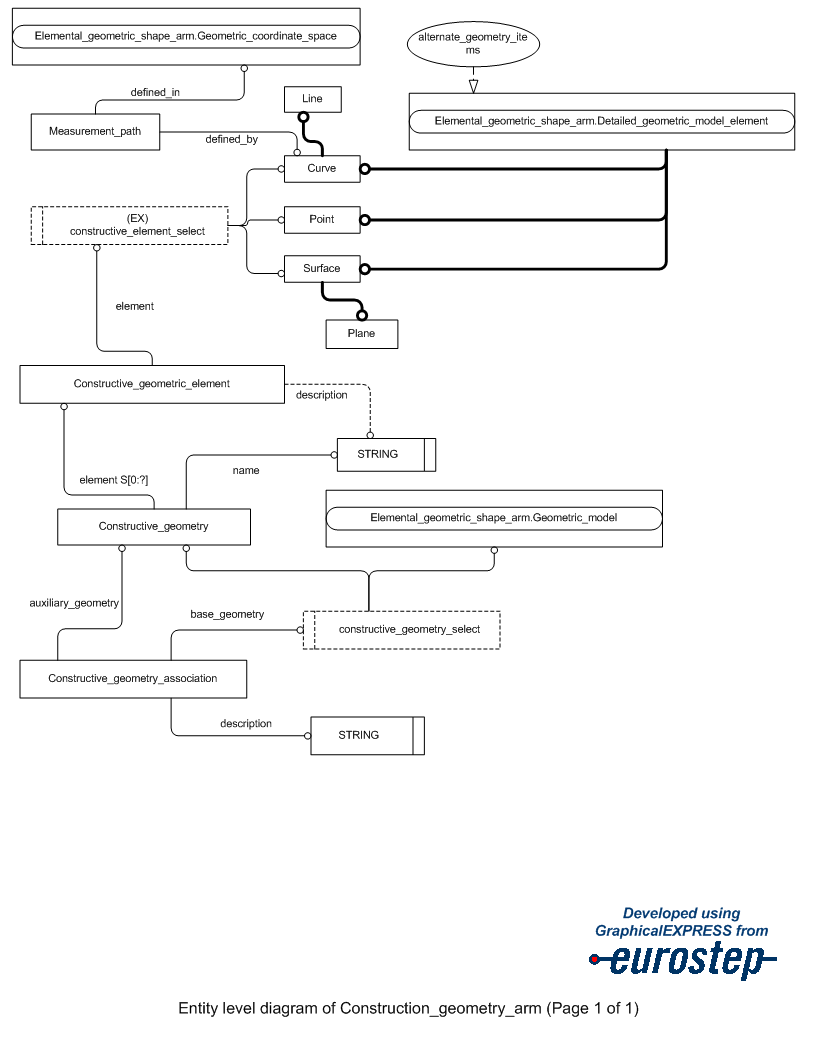 Elemental_geometric_shape_arm.Geometric_coordinate_space
alternate_geometry_ite
ms
defined_in
Line
Elemental_geometric_shape_arm.Detailed_geometric_model_element
Measurement_path
defined_by
Curve
(EX)
constructive_element_select
Point
Surface
element
Plane
Constructive_geometric_element
description
STRING
name
element S[0:?]
Constructive_geometry
Elemental_geometric_shape_arm.Geometric_model
auxiliary_geometry
base_geometry
constructive_geometry_select
Constructive_geometry_association
description
STRING
Developed using
GraphicalEXPRESS from
eurostep
Entity level diagram of Construction_geometry_arm (Page 1 of 1)